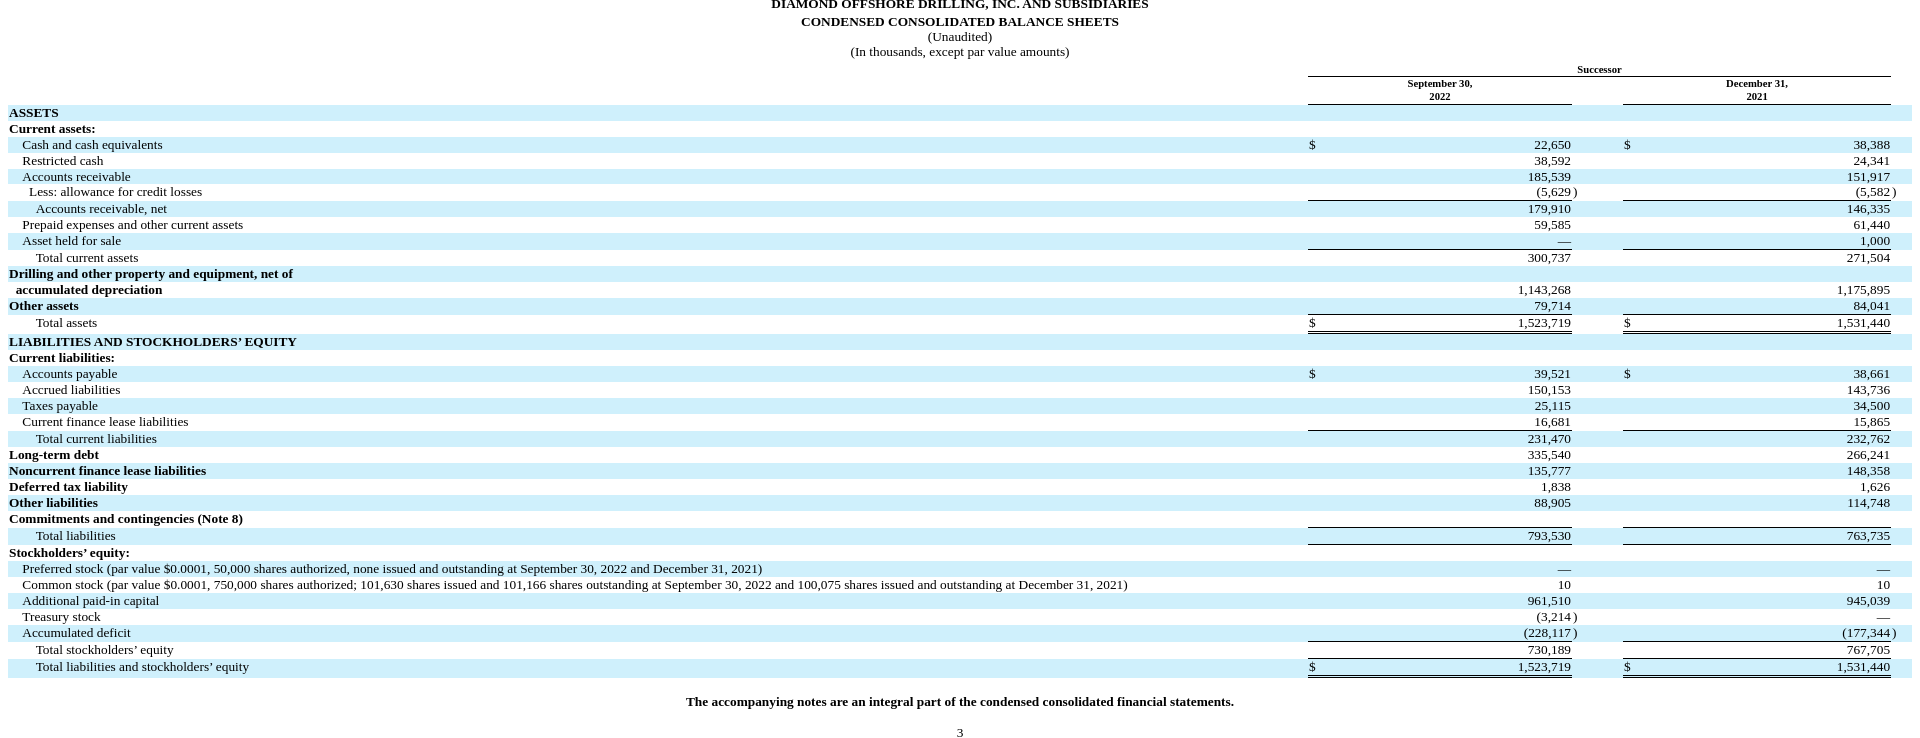 DIAMOND OFFSHORE DRILLING, INC. AND SUBSIDIARIES
CONDENSED CONSOLIDATED BALANCE SHEETS
(Unaudited)
(In thousands, except par value amounts)
Successor
September 30, December 31,
2022 2021
ASSETS
Current assets:
Cash and cash equivalents $ 22,650 $ 38,388
Restricted cash 38,592 24,341
Accounts receivable 185,539 151,917
Less: allowance for credit losses (5,629) (5,582)
Accounts receivable, net 179,910 146,335
Prepaid expenses and other current assets 59,585 61,440
Asset held for sale — 1,000
Total current assets 300,737 271,504
Drilling and other property and equipment, net of
accumulated depreciation 1,143,268 1,175,895
Other assets 79,714 84,041
Total assets $ 1,523,719 $ 1,531,440
LIABILITIES AND STOCKHOLDERS’ EQUITY
Current liabilities:
Accounts payable $ 39,521 $ 38,661
Accrued liabilities 150,153 143,736
Taxes payable 25,115 34,500
Current finance lease liabilities 16,681 15,865
Total current liabilities 231,470 232,762
Long-term debt 335,540 266,241
Noncurrent finance lease liabilities 135,777 148,358
Deferred tax liability 1,838 1,626
Other liabilities 88,905 114,748
Commitments and contingencies (Note 8)
Total liabilities 793,530 763,735
Stockholders’ equity:
Preferred stock (par value $0.0001, 50,000 shares authorized, none issued and outstanding at September 30, 2022 and December 31, 2021) — —
Common stock (par value $0.0001, 750,000 shares authorized; 101,630 shares issued and 101,166 shares outstanding at September 30, 2022 and 100,075 shares issued and outstanding at December 31, 2021) 10 10
Additional paid-in capital 961,510 945,039
Treasury stock (3,214) —
Accumulated deficit (228,117) (177,344)
Total stockholders’ equity 730,189 767,705
Total liabilities and stockholders’ equity $ 1,523,719 $ 1,531,440
The accompanying notes are an integral part of the condensed consolidated financial statements.
3